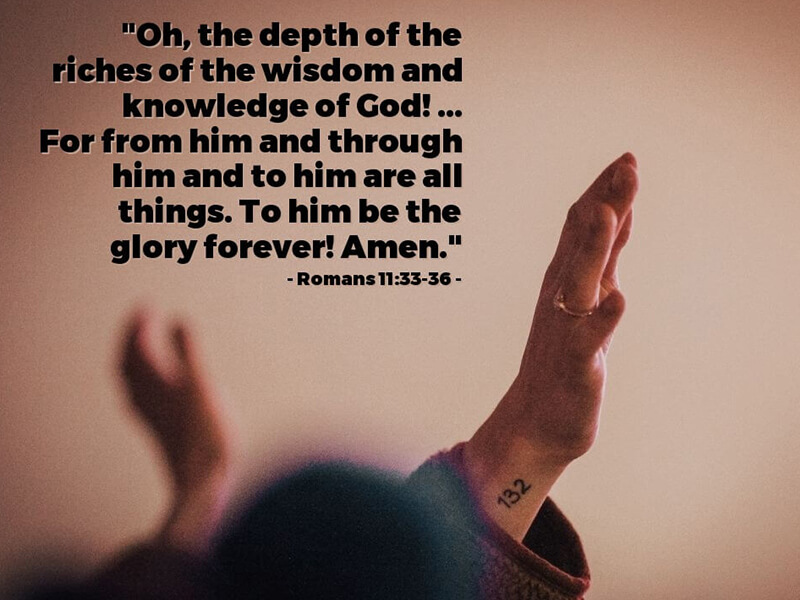 "Oh, the depth of the
riches of the wisdom and
knowledge of God! ...
For from him and through
him and to him are all
things. To him be the
glory forever! Amen."
- Romans 11:33-36 -
132